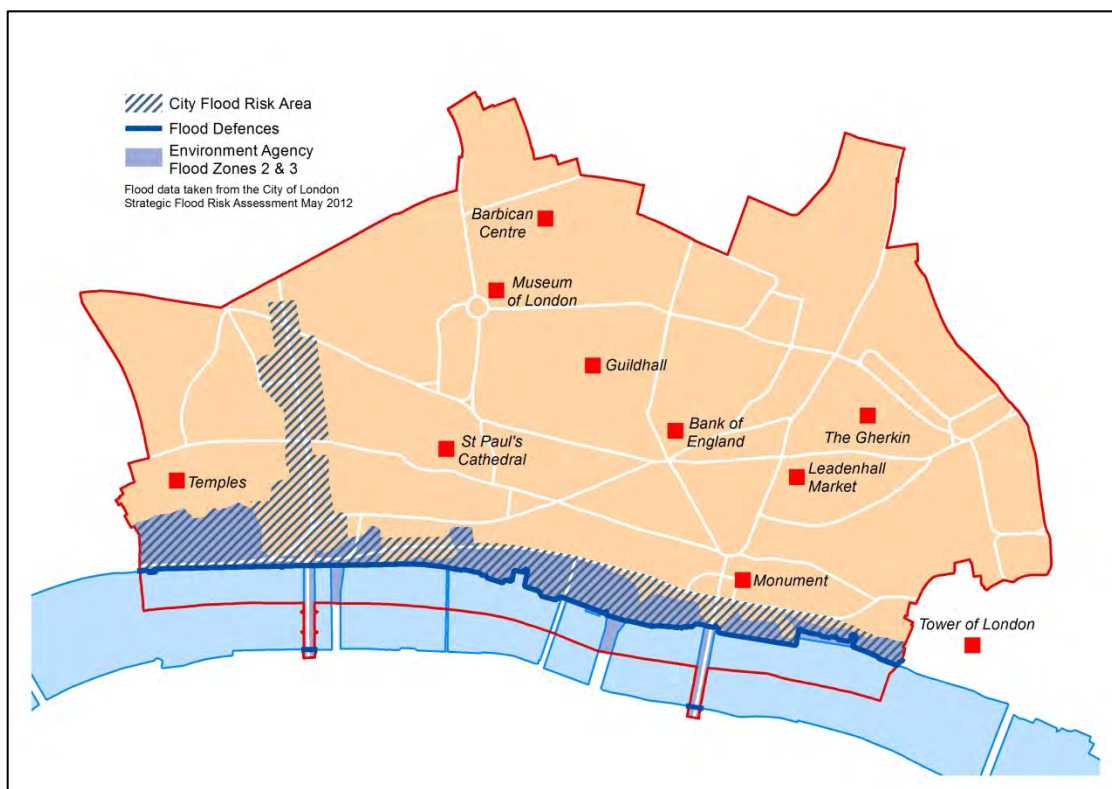 City Flood Risk Area
Flood Defences
Environment Agency
Flood Zones 2 & 3
Flood data taken from the City of London
Strategic Flood Risk Assessment May 2012
Barbican
Centre
Museum
of London
Guildhall
Bank of
England
The Gherkin
St Paul's
Cathedral
Leadenhall
Market
Temples
Monument
Tower of London